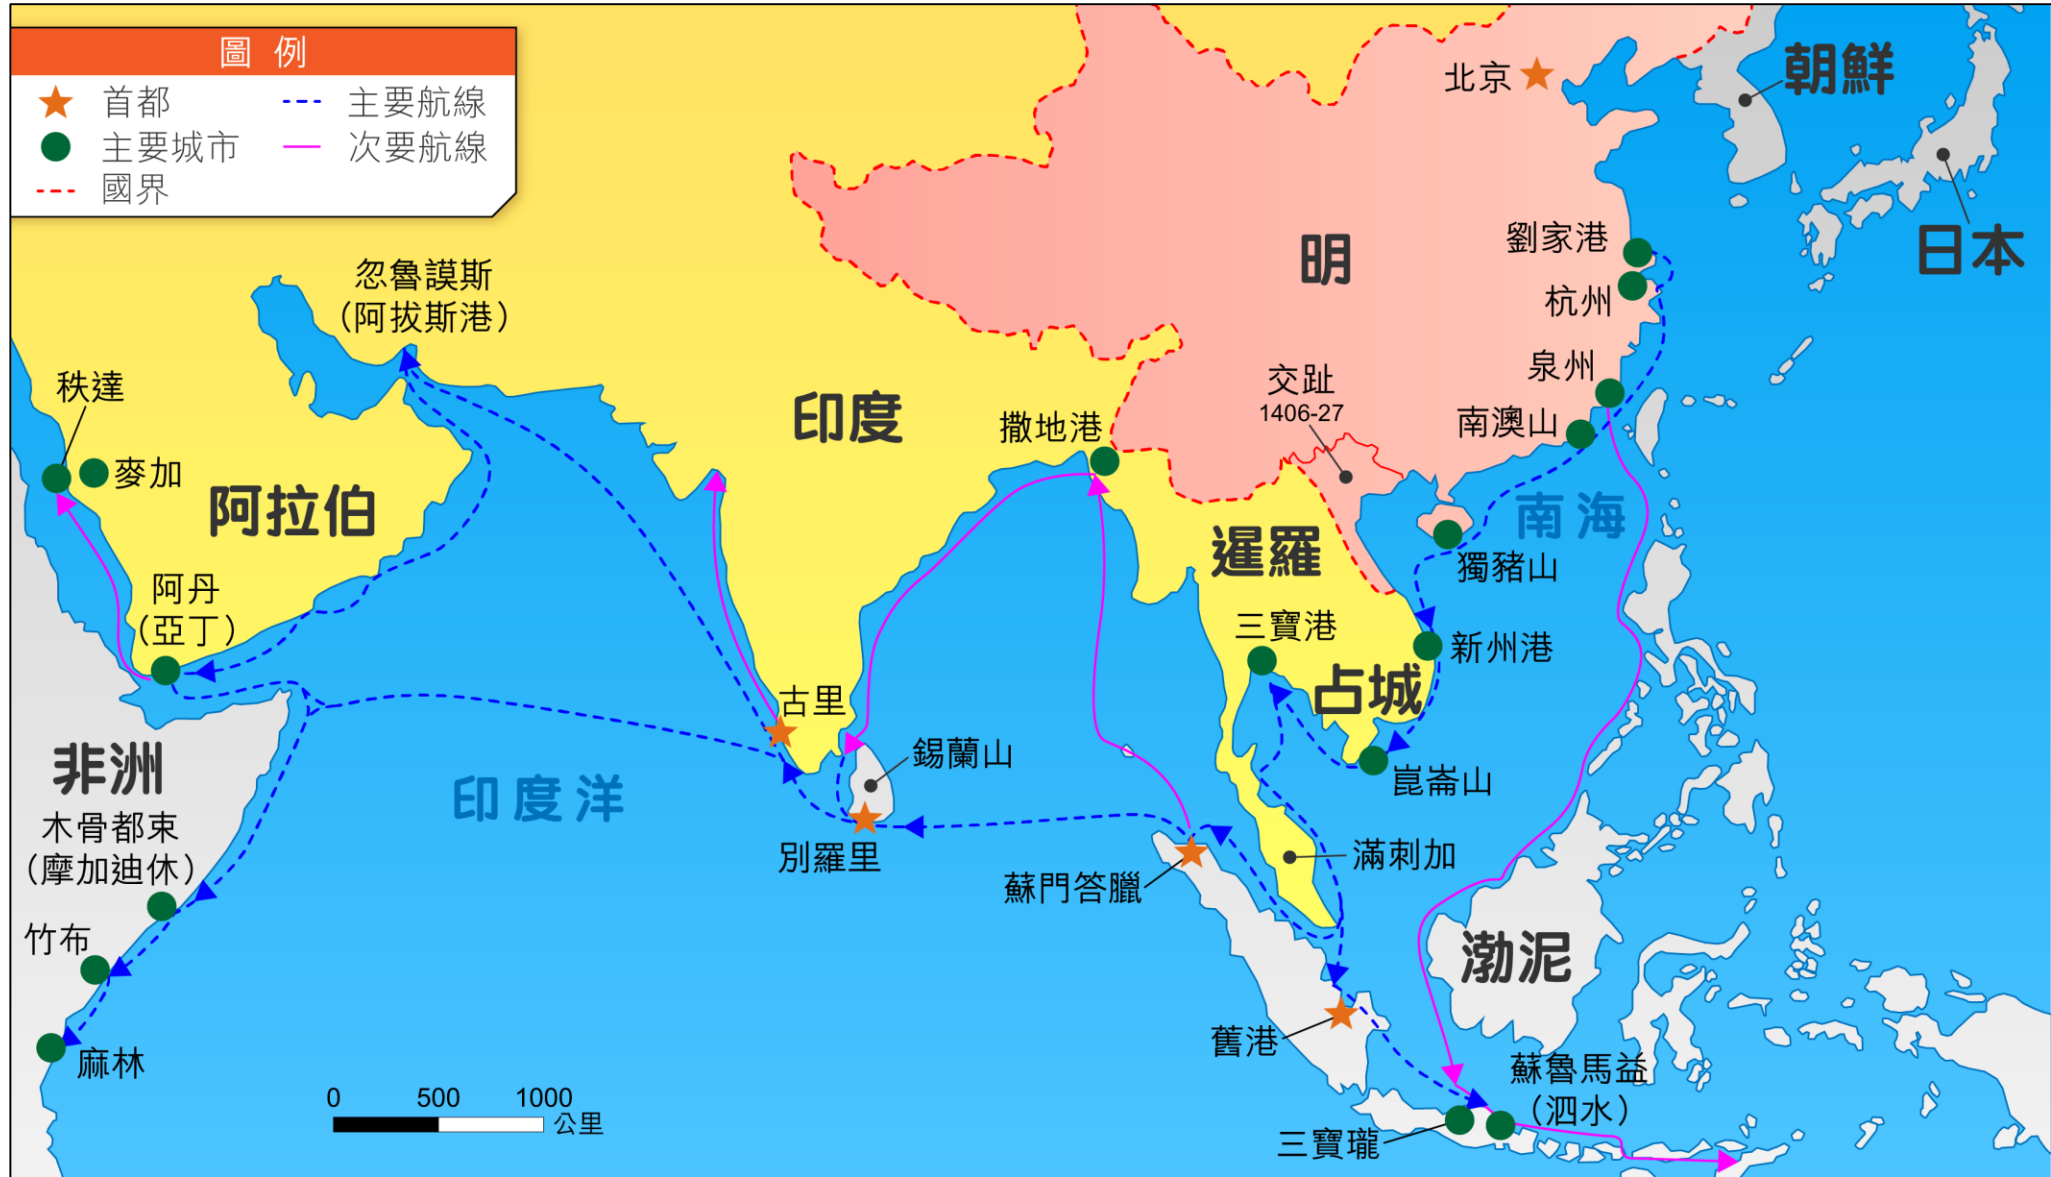 圖例
首都
主要航線
主要城市
次要航線
國界
北京
朝鮮
日本
明
劉家港
杭州
泉州
南澳山
交趾
1406-27
南海
獨豬山
忽魯謨斯
（阿拔斯港）
秩達
麥加
阿拉伯
阿丹
（亞丁）
印度
撒地港
暹羅
三寶港
占城
新州港
崑崙山
古里
錫蘭山
別羅里
印度洋
非洲
木骨都束
（摩加迪休）
竹布
麻林
蘇門答臘
滿刺加
渤泥
舊港
蘇魯馬益
（泗水）
三寶瓏
0 500 1000
公里